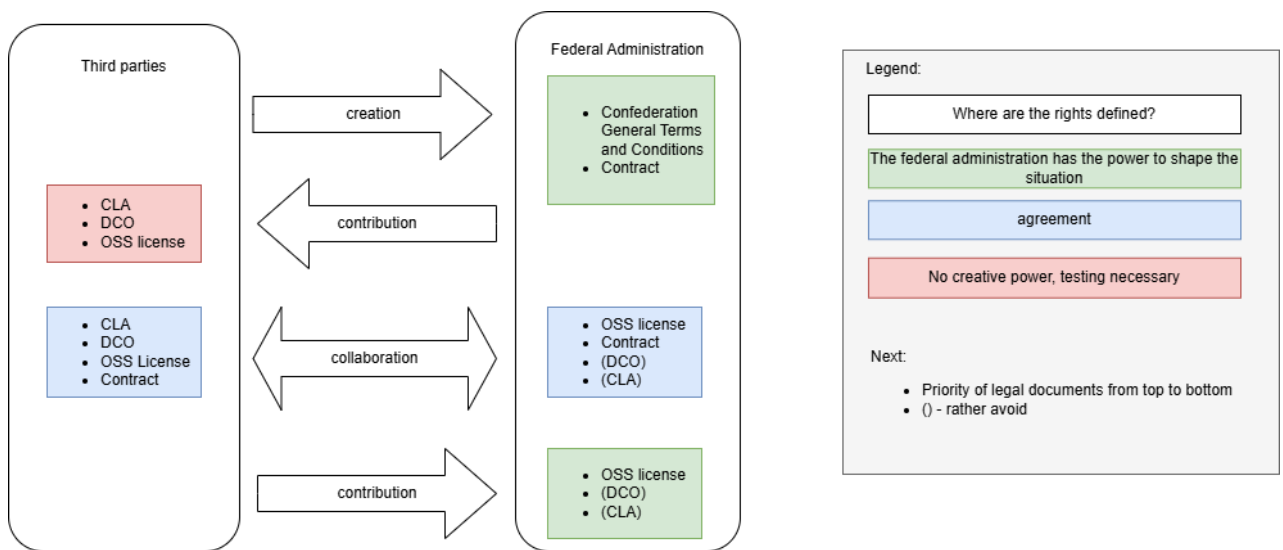 Third parties
Federal Administration
creation
• Confederation
General Terms
and Conditions
• Contract
• CLA
• DCO
• OSS license
contribution
• CLA
• DCO
• OSS License
• Contract
collaboration
• OSS license
• Contract
• (DCO)
• (CLA)
contribution
• OSS license
• (DCO)
• (CLA)
Legend:
Where are the rights defined?
The federal administration has the power to shape the
situation
agreement
No creative power, testing necessary
Next:
• Priority of legal documents from top to bottom
• () - rather avoid